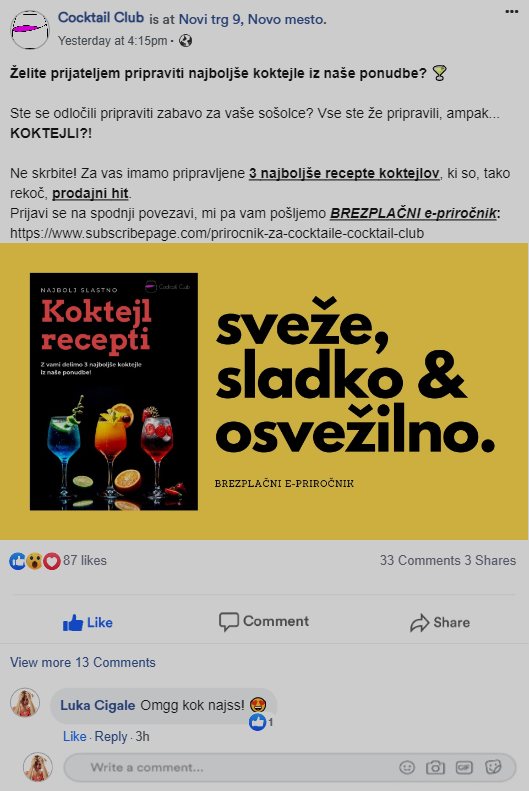 Cocktail Club is at Novi trg 9, Novo mesto.
Yesterday at 4:15pm ·
Želite prijateljem pripraviti najboljše koktejle iz naše ponudbe? 🏆
Ste se odločili pripraviti zabavo za vaše sošolce? Vse ste že pripravili, ampak...
KOKTEJLI?!
Ne skrbite! Za vas imamo pripravljene 3 najboljše recepte koktejlov, ki so, tako
rekoč, prodajni hit.
Prijavi se na spodnji povezavi, mi pa vam pošljemo BREZPLAČNI e-priročnik:
https://www.subscribepage.com/prirocnik-za-cocktaile-cocktail-club
Cocktail Club
NAJBOLJ SLASTNO
Koktejl
recepti
Z vami delimo 3 najboljše koktejle
iz naše ponudbe!
sveže,
sladko &
osvežilno.
BREZPLAČNI E-PRIROČNIK
87 likes
33 Comments 3 Shares
Like
Comment
Share
View more 13 Comments
Luka Cigale Omgg kok najss! 😍
1
Like · Reply · 3h
Write a comment...
GIF